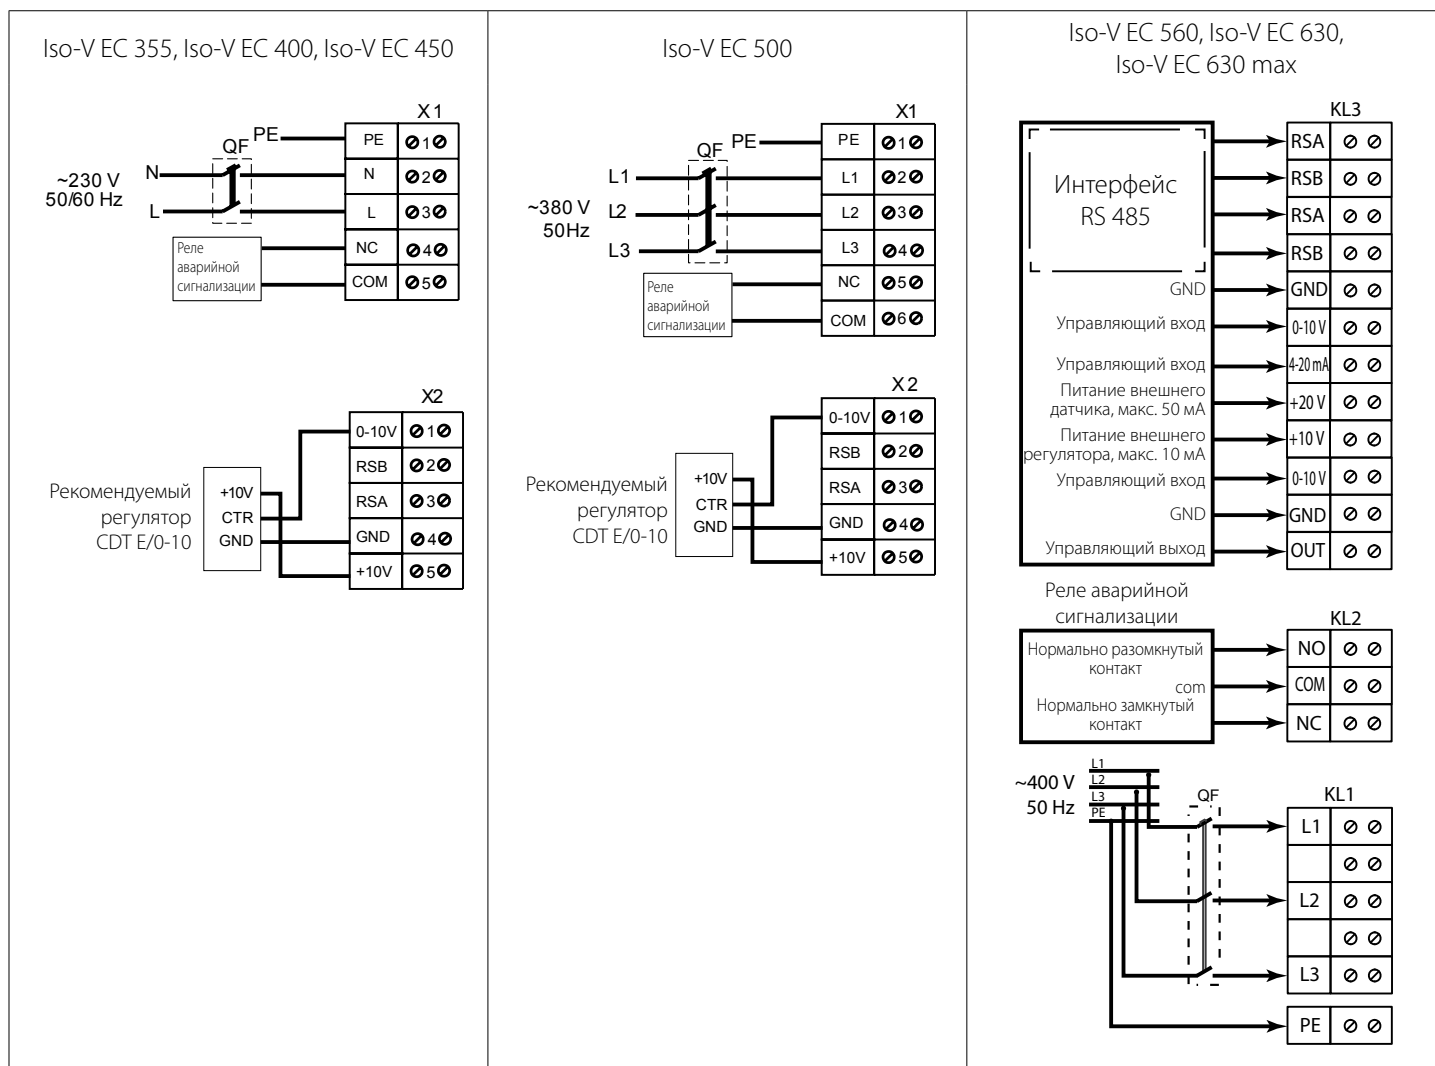 Iso-V EC 355, Iso-V EC 400, Iso-V EC 450
X1
QF
PE
PE
1
N
N
2
~230 V
50/60 Hz
L
L
3
Реле
аварийной
сигнализации
NC
4
COM
5
X2
0-10V
1
RSB
2
RSA
3
GND
4
+10V
5
Рекомендуемый
регулятор
CDT E/0-10
+10V
CTR
GND
Iso-V EC 500
X1
QF
PE
PE
1
L1
L1
2
~380 V
50Hz
L2
L2
3
L3
L3
4
Реле
аварийной
сигнализации
NC
5
COM
6
X2
0-10V
1
RSB
2
RSA
3
GND
4
+10V
5
Рекомендуемый
регулятор
CDT E/0-10
+10V
CTR
GND
Iso-V EC 560, Iso-V EC 630,
Iso-V EC 630 max
KL3
Интерфейс
RS 485
RSA
RSB
RSA
RSB
GND
GND
Управляющий вход
0-10 V
Управляющий вход
4-20 mA
Питание внешнего
датчика, макс. 50 мА
+20 V
Питание внешнего
регулятора, макс. 10 мА
+10 V
Управляющий вход
0-10 V
GND
GND
Управляющий выход
OUT
Реле аварийной
сигнализации
KL2
Нормально разомкнутый
контакт
NO
com
COM
Нормально замкнутый
контакт
NC
~400 V
50 Hz
L1
L2
L3
PE
QF
KL1
L1
L2
L3
PE